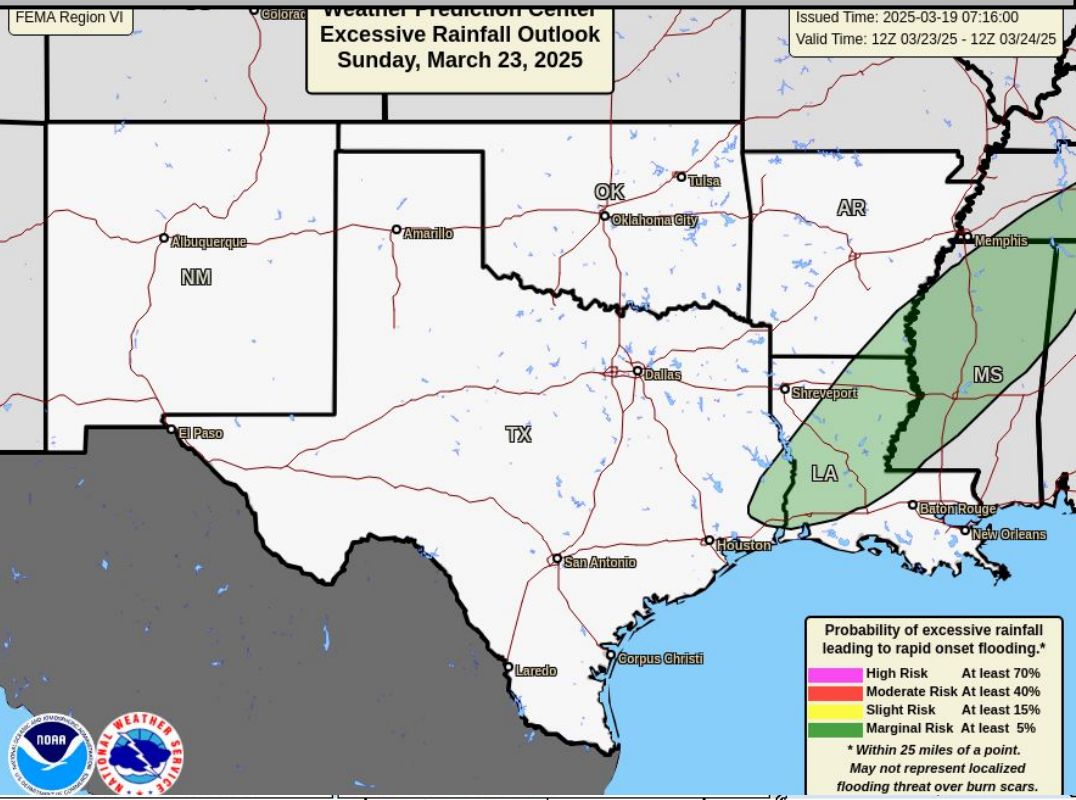 FEMA Region VI
Weather Prediction Center
Excessive Rainfall Outlook
Sunday, March 23, 2025
Issued Time: 2025-03-19 07:16:00
Valid Time: 12Z 03/23/25 - 12Z 03/24/25
Colorad
OK
Tulsa
AR
Oklahoma City
Amarillo
Albuquerque
Memphis
NM
Dallas
MS
Shreveport
El Paso
TX
LA
Baton Rouge
New Orleans
Houston
San Antonio
Corpus Christi
Laredo
Probability of excessive rainfall
leading to rapid onset flooding.*
High Risk At least 70%
Moderate Risk At least 40%
Slight Risk At least 15%
Marginal Risk At least 5%
* Within 25 miles of a point.
May not represent localized
flooding threat over burn scars.
NOAA
NATIONAL WEATHER SERVICE